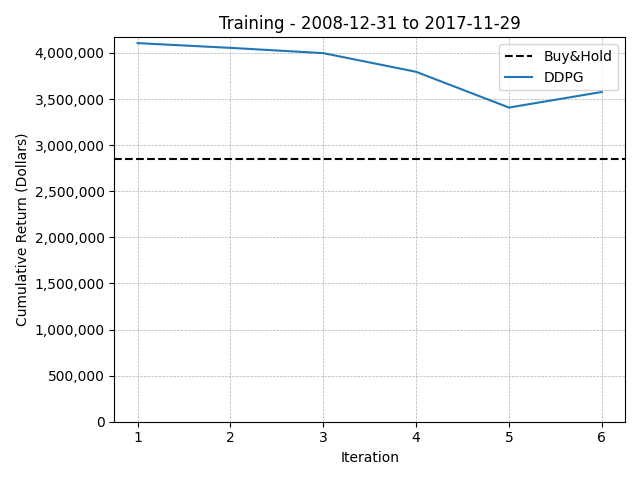 Training - 2008-12-31 to 2017-11-29
Cumulative Return (Dollars)
4,000,000
3,500,000
3,000,000
2,500,000
2,000,000
1,500,000
1,000,000
500,000
0
Buy&Hold
DDPG
1 2 3 4 5 6
Iteration